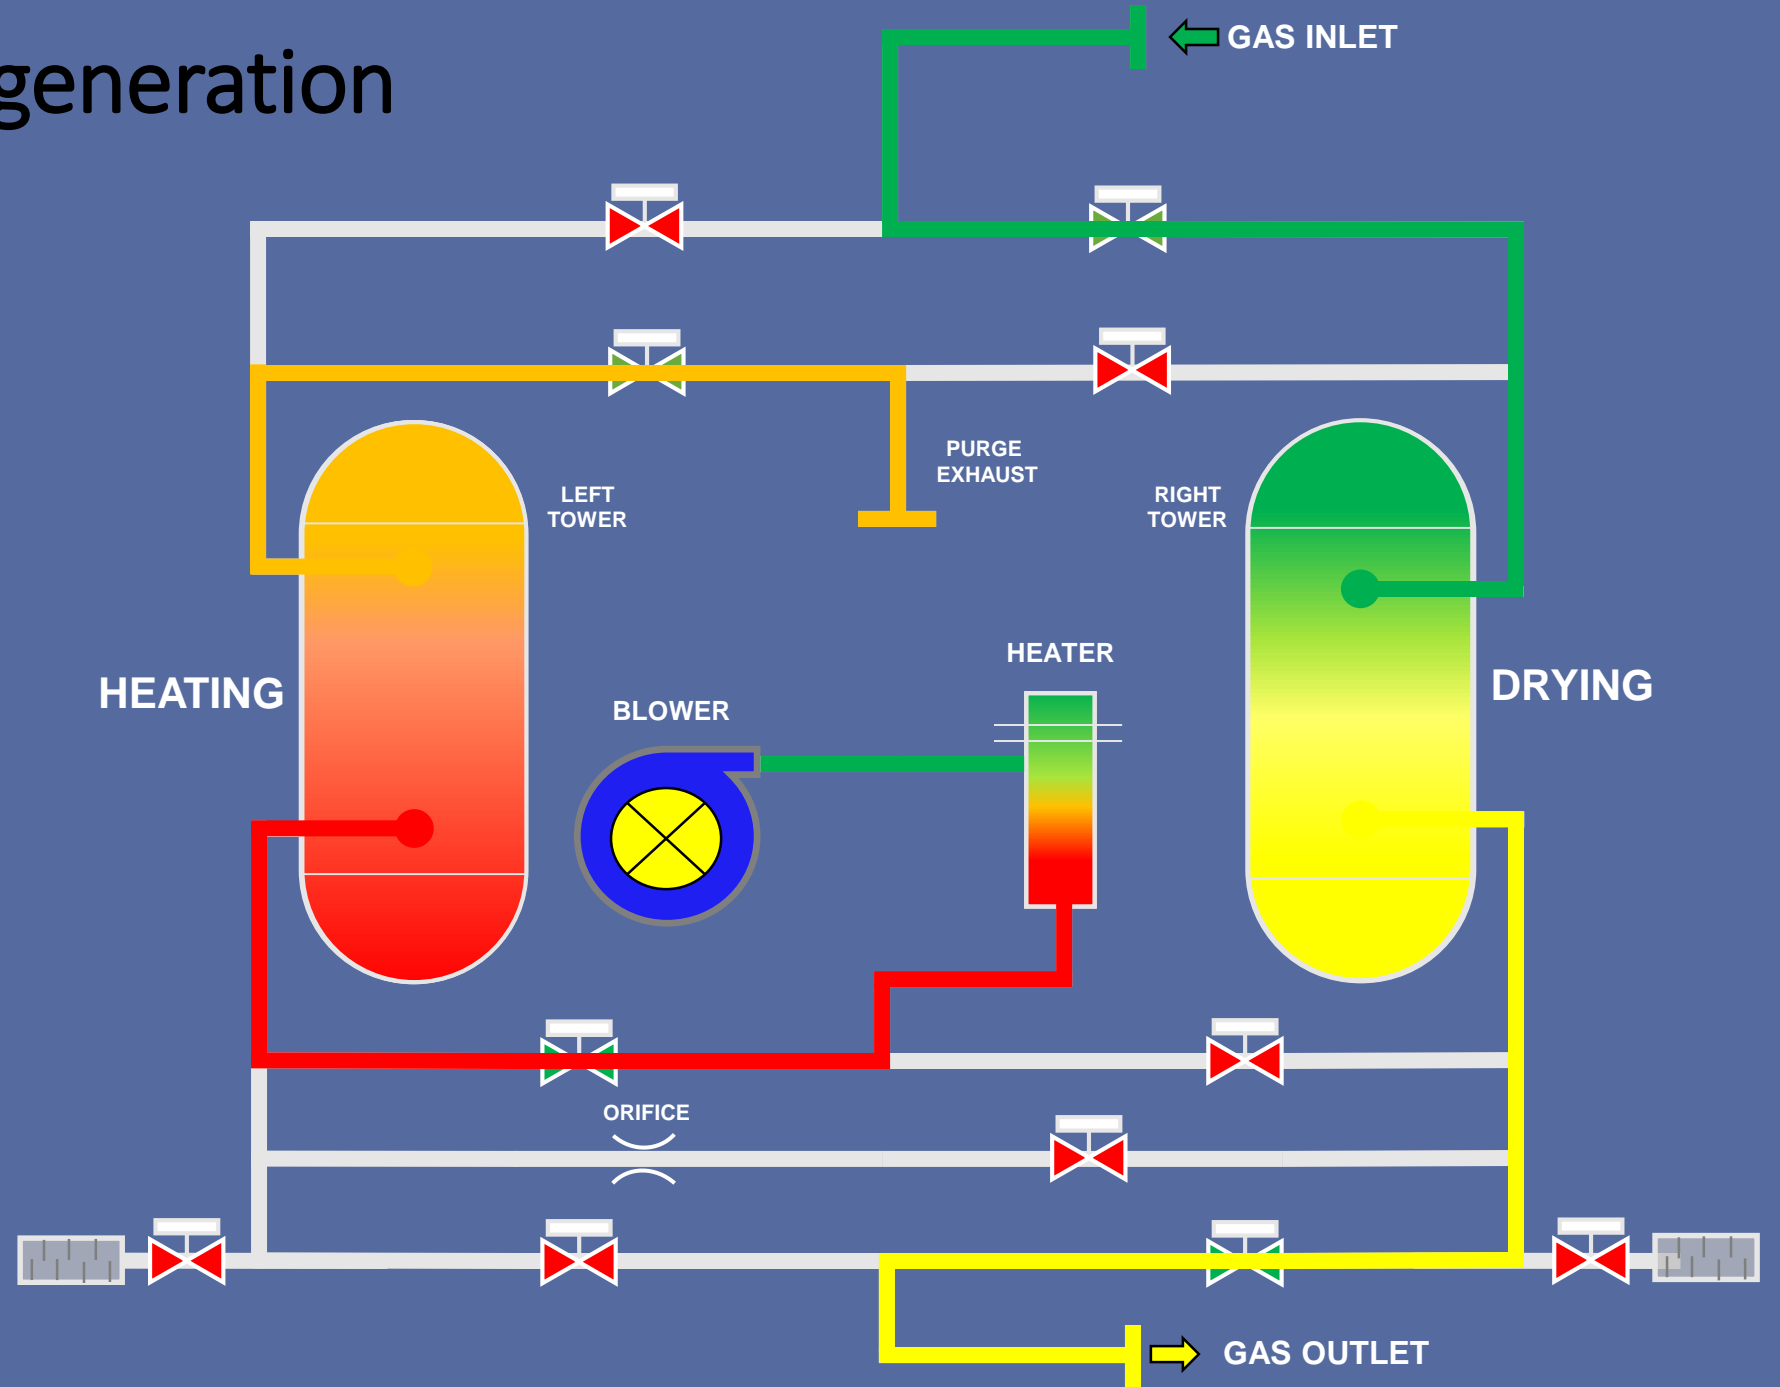 generation
GAS INLET
PURGE
EXHAUST
LEFT
TOWER
RIGHT
TOWER
HEATER
HEATING
BLOWER
DRYING
ORIFICE
GAS OUTLET